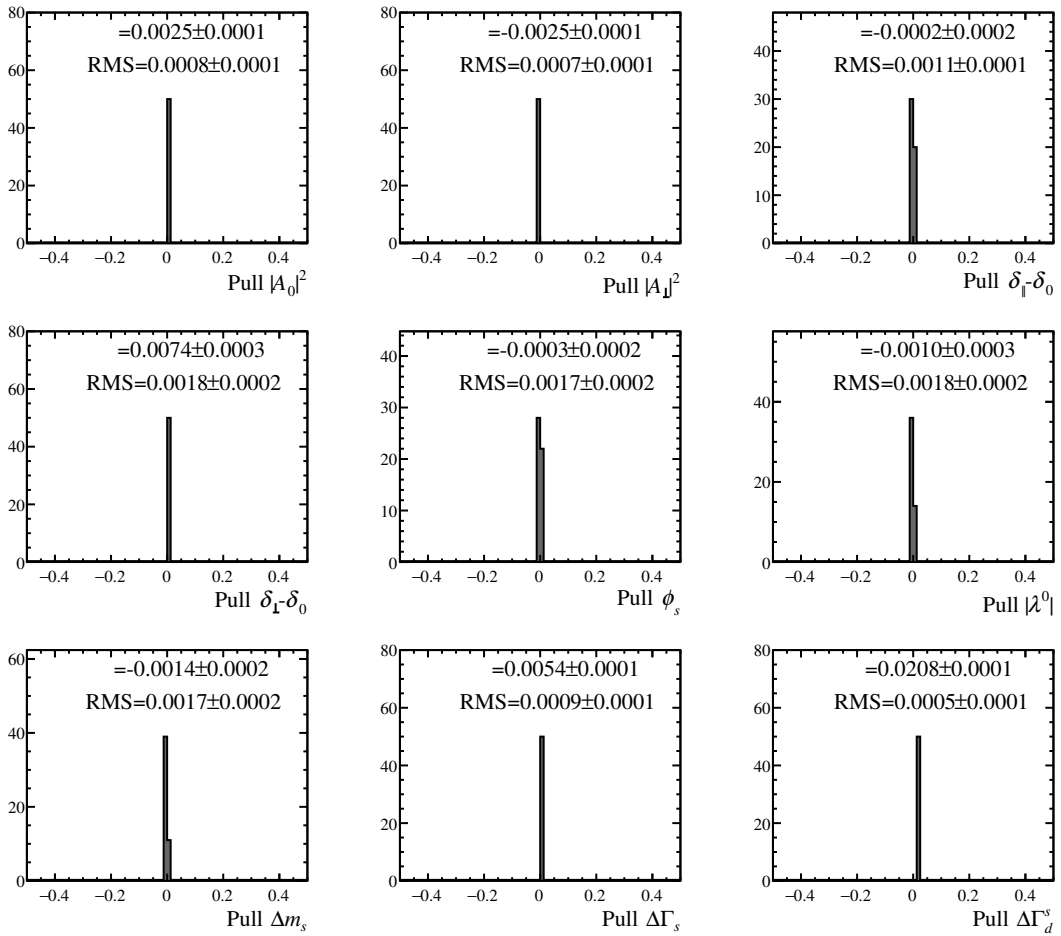 80
60
40
20
0
=0.0025±0.0001
RMS=0.0008±0.0001
−0.4 −0.2 0 0.2 0.4
Pull |A₀|²
80
60
40
20
0
=-0.0025±0.0001
RMS=0.0007±0.0001
−0.4 −0.2 0 0.2 0.4
Pull |A⊥|²
40
30
20
10
0
=-0.0002±0.0002
RMS=0.0011±0.0001
−0.4 −0.2 0 0.2 0.4
Pull δ∥-δ₀
80
60
40
20
0
=0.0074±0.0003
RMS=0.0018±0.0002
−0.4 −0.2 0 0.2 0.4
Pull δ⊥-δ₀
40
30
20
10
0
=-0.0003±0.0002
RMS=0.0017±0.0002
−0.4 −0.2 0 0.2 0.4
Pull ϕₛ
40
20
0
=-0.0010±0.0003
RMS=0.0018±0.0002
−0.4 −0.2 0 0.2 0.4
Pull |λ⁰|
60
40
20
0
=-0.0014±0.0002
RMS=0.0017±0.0002
−0.4 −0.2 0 0.2 0.4
Pull Δmₛ
80
60
40
20
0
=0.0054±0.0001
RMS=0.0009±0.0001
−0.4 −0.2 0 0.2 0.4
Pull ΔΓₛ
80
60
40
20
0
=0.0208±0.0001
RMS=0.0005±0.0001
−0.4 −0.2 0 0.2 0.4
Pull ΔΓ_d^s